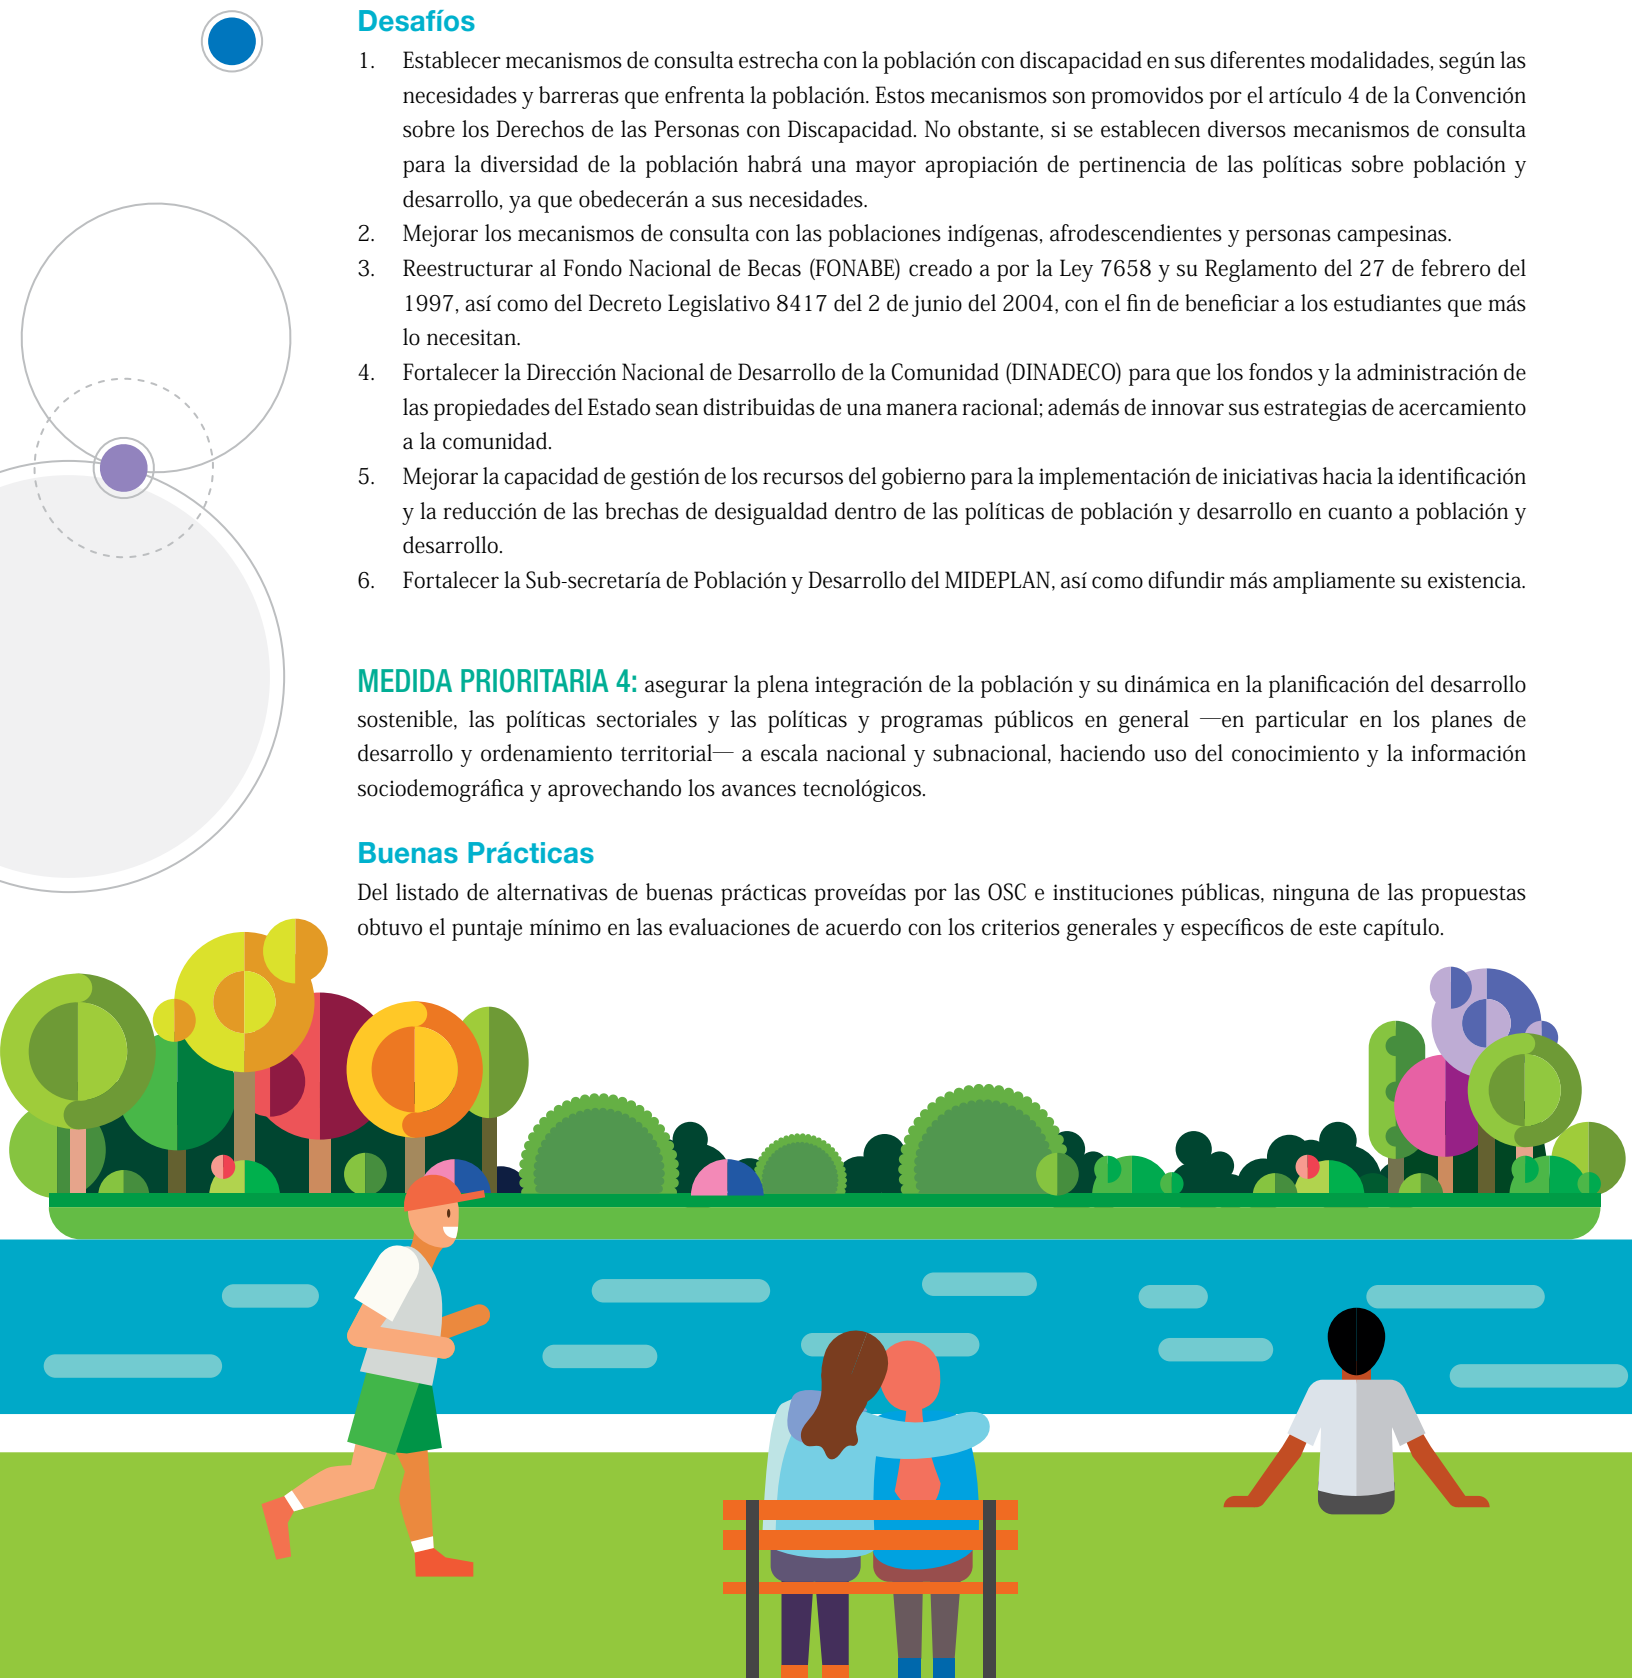 Desafíos
1. Establecer mecanismos de consulta estrecha con la población con discapacidad en sus diferentes modalidades, según las
necesidades y barreras que enfrenta la población. Estos mecanismos son promovidos por el artículo 4 de la Convención
sobre los Derechos de las Personas con Discapacidad. No obstante, si se establecen diversos mecanismos de consulta
para la diversidad de la población habrá una mayor apropiación de pertinencia de las políticas sobre población y
desarrollo, ya que obedecerán a sus necesidades.
2. Mejorar los mecanismos de consulta con las poblaciones indígenas, afrodescendientes y personas campesinas.
3. Reestructurar al Fondo Nacional de Becas (FONABE) creado a por la Ley 7658 y su Reglamento del 27 de febrero del
1997, así como del Decreto Legislativo 8417 del 2 de junio del 2004, con el fin de beneficiar a los estudiantes que más
lo necesitan.
4. Fortalecer la Dirección Nacional de Desarrollo de la Comunidad (DINADECO) para que los fondos y la administración de
las propiedades del Estado sean distribuidas de una manera racional; además de innovar sus estrategias de acercamiento
a la comunidad.
5. Mejorar la capacidad de gestión de los recursos del gobierno para la implementación de iniciativas hacia la identificación
y la reducción de las brechas de desigualdad dentro de las políticas de población y desarrollo en cuanto a población y
desarrollo.
6. Fortalecer la Sub-secretaría de Población y Desarrollo del MIDEPLAN, así como difundir más ampliamente su existencia.
MEDIDA PRIORITARIA 4: asegurar la plena integración de la población y su dinámica en la planificación del desarrollo
sostenible, las políticas sectoriales y las políticas y programas públicos en general —en particular en los planes de
desarrollo y ordenamiento territorial— a escala nacional y subnacional, haciendo uso del conocimiento y la información
sociodemográfica y aprovechando los avances tecnológicos.
Buenas Prácticas
Del listado de alternativas de buenas prácticas proveídas por las OSC e instituciones públicas, ninguna de las propuestas
obtuvo el puntaje mínimo en las evaluaciones de acuerdo con los criterios generales y específicos de este capítulo.